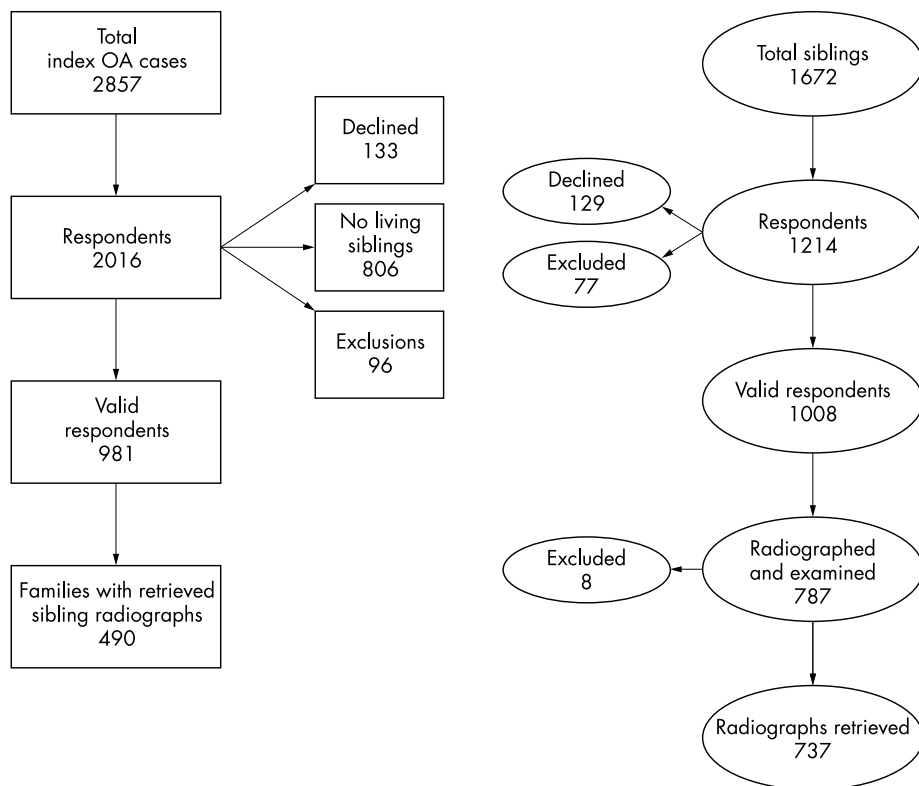 Total
index OA cases
2857
Declined
133
Respondents
2016
No living
siblings
806
Exclusions
96
Valid
respondents
981
Families with retrieved
sibling radiographs
490
Total siblings
1672
Declined
129
Respondents
1214
Excluded
77
Valid respondents
1008
Excluded
8
Radiographed
and examined
787
Radiographs retrieved
737